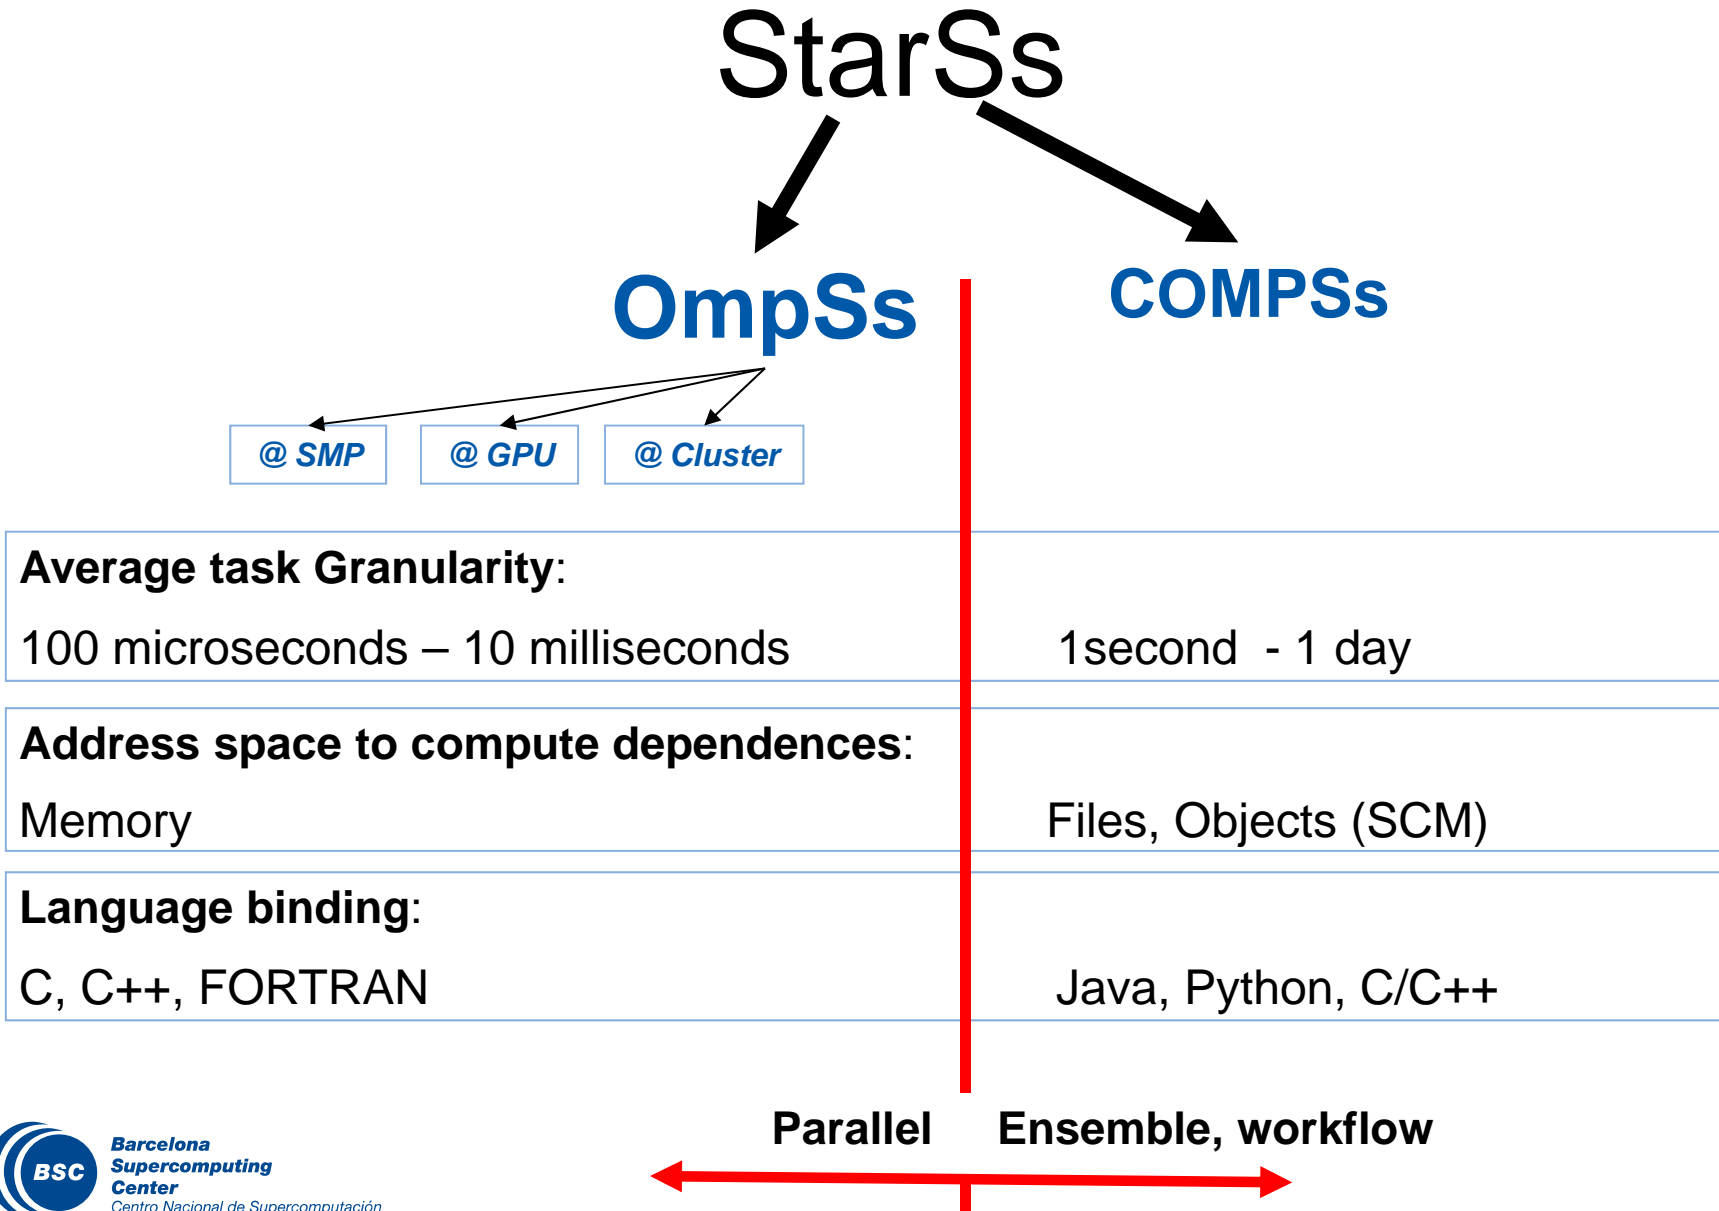 StarSs
OmpSs
COMPSs
@ SMP
@ GPU
@ Cluster
Average task Granularity:
100 microseconds – 10 milliseconds
1second - 1 day
Address space to compute dependences:
Memory
Files, Objects (SCM)
Language binding:
C, C++, FORTRAN
Java, Python, C/C++
Parallel
Ensemble, workflow
BSC
Barcelona
Supercomputing
Center
Centro Nacional de Supercomputación